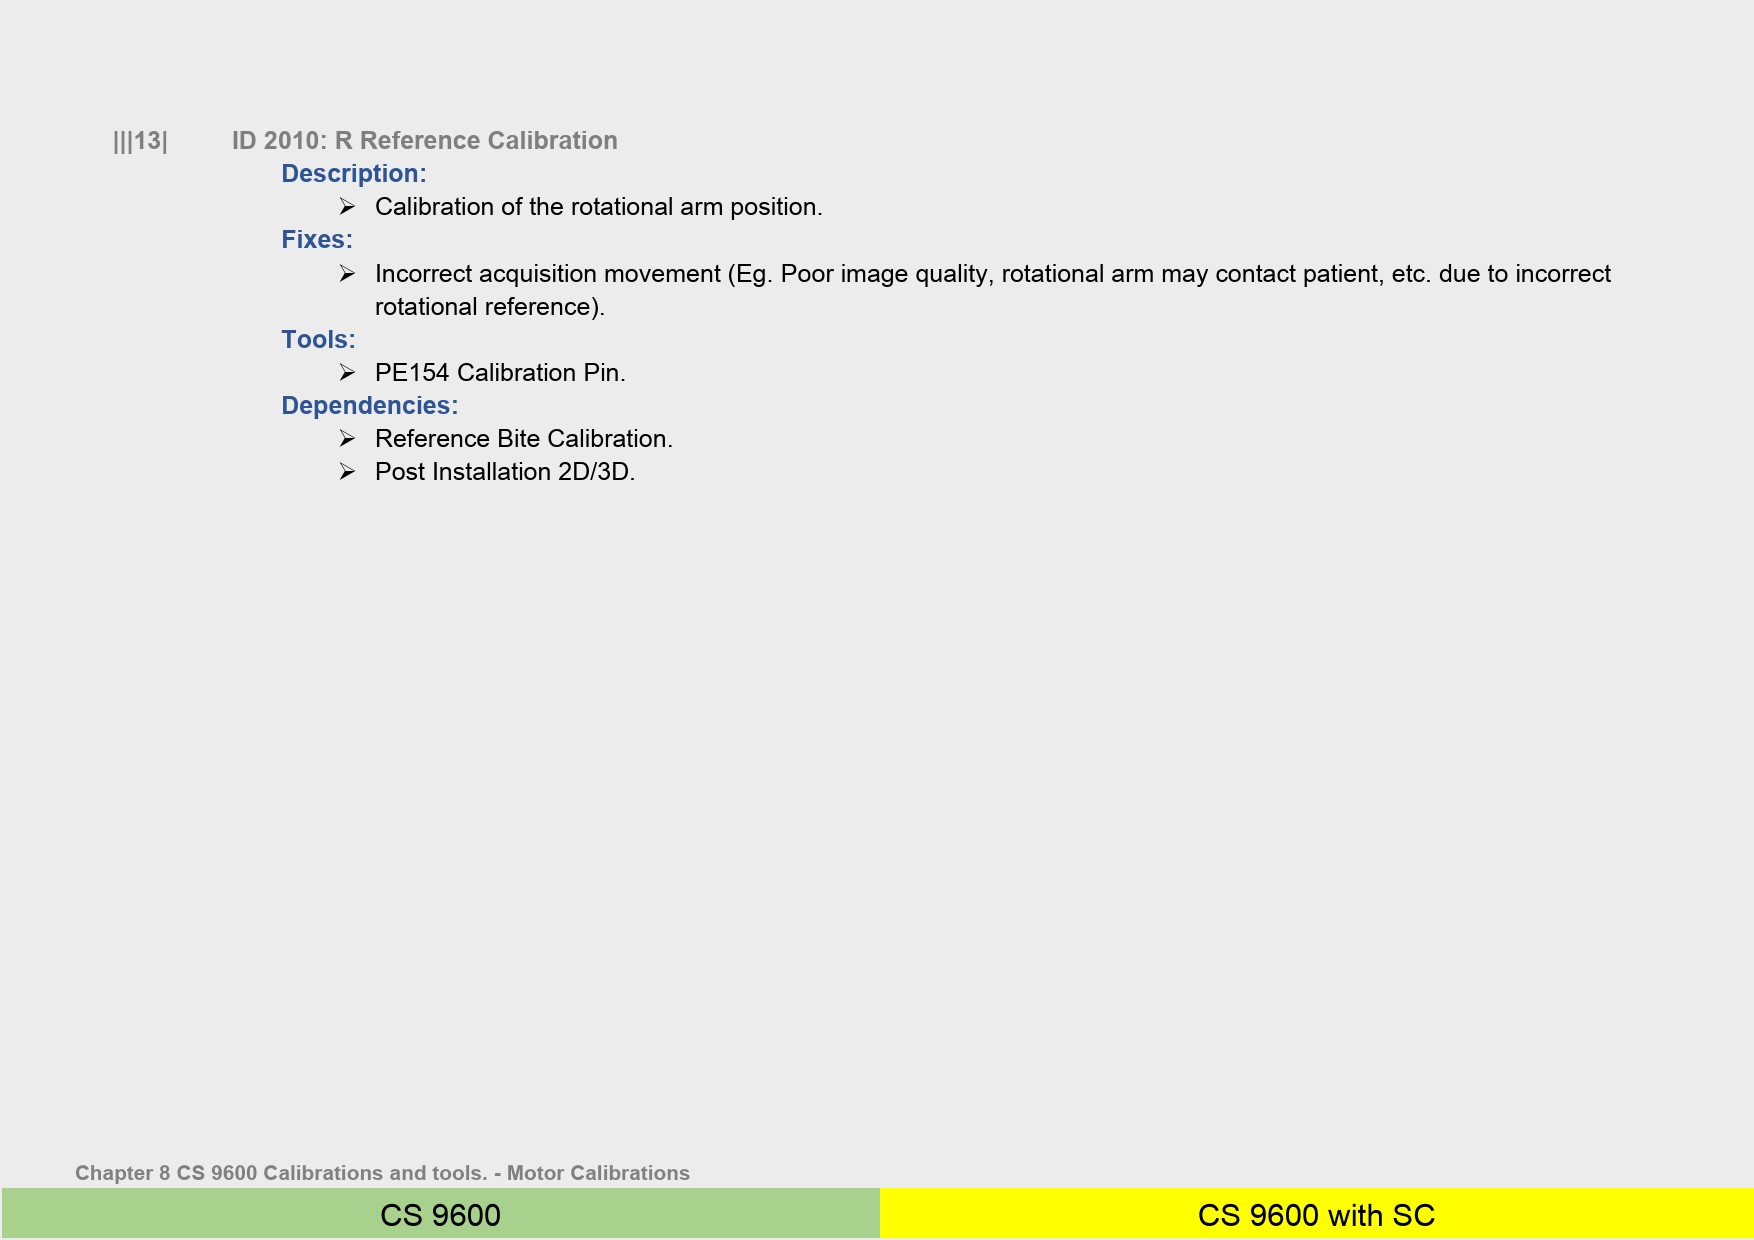 |||13| ID 2010: R Reference Calibration
Description:
➢ Calibration of the rotational arm position.
Fixes:
➢ Incorrect acquisition movement (Eg. Poor image quality, rotational arm may contact patient, etc. due to incorrect
rotational reference).
Tools:
➢ PE154 Calibration Pin.
Dependencies:
➢ Reference Bite Calibration.
➢ Post Installation 2D/3D.
Chapter 8 CS 9600 Calibrations and tools. - Motor Calibrations
CS 9600
CS 9600 with SC